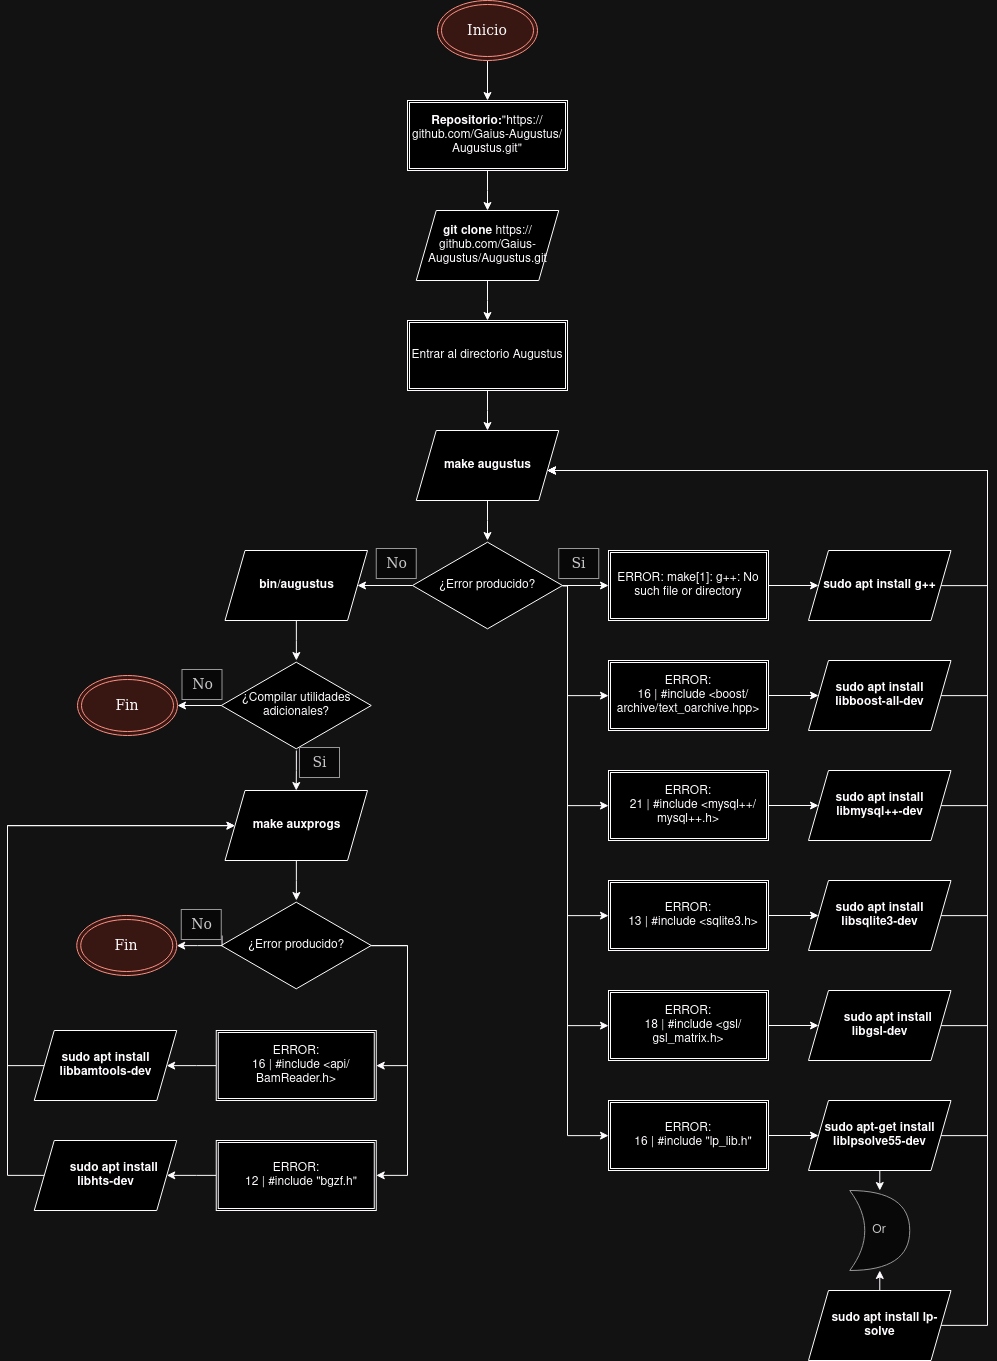 Inicio
Repositorio:"https://
github.com/Gaius-Augustus/
Augustus.git"
git clone https://
github.com/Gaius-
Augustus/Augustus.git
Entrar al directorio Augustus
make augustus
¿Error producido?
No
Si
bin/augustus
ERROR: make[1]: g++: No
such file or directory
sudo apt install g++
¿Compilar utilidades
adicionales?
No
Fin
Si
ERROR:
16 | #include <boost/
archive/text_oarchive.hpp>
sudo apt install
libboost-all-dev
make auxprogs
ERROR:
21 | #include <mysql++/
mysql++.h>
sudo apt install
libmysql++-dev
¿Error producido?
No
Fin
ERROR:
13 | #include <sqlite3.h>
sudo apt install
libsqlite3-dev
ERROR:
16 | #include <api/
BamReader.h>
sudo apt install
libbamtools-dev
ERROR:
18 | #include <gsl/
gsl_matrix.h>
sudo apt install
libgsl-dev
ERROR:
12 | #include "bgzf.h"
sudo apt install
libhts-dev
ERROR:
16 | #include "lp_lib.h"
sudo apt-get install
liblpsolve55-dev
Or
sudo apt install lp-
solve